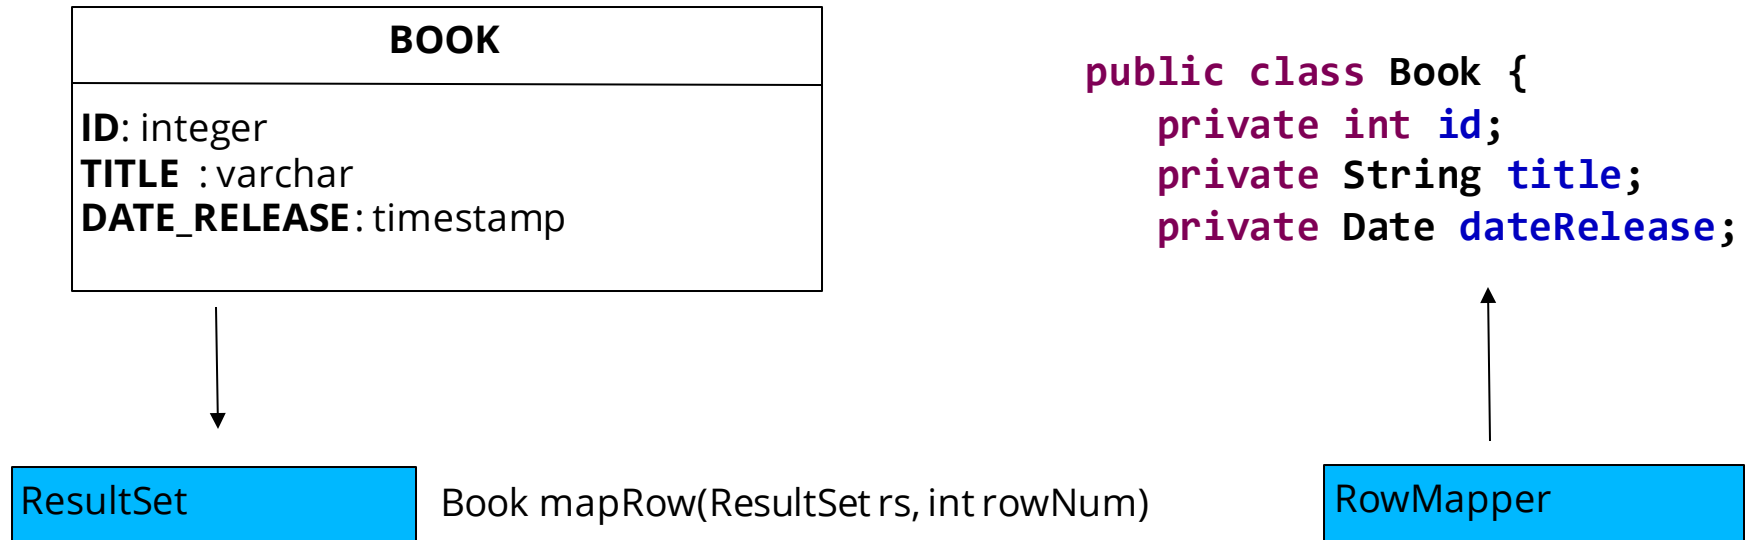 BOOK
ID: integer
TITLE : varchar
DATE_RELEASE: timestamp
public class Book {
private int id;
private String title;
private Date dateRelease;
ResultSet
Book mapRow(ResultSet rs, int rowNum)
RowMapper